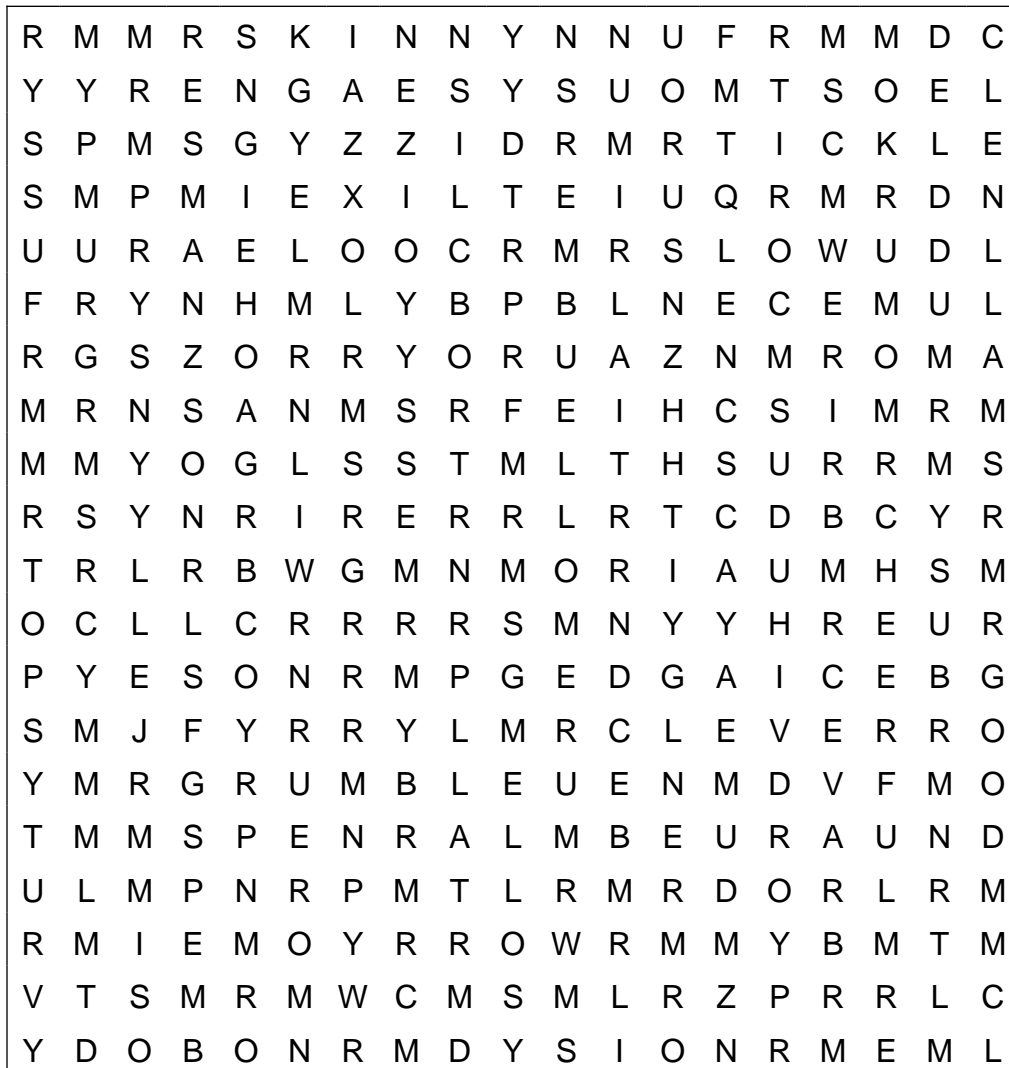 R M M R S K I N N Y N N U F R M M D C
Y Y R E N G A E S Y S U O M T S O E L
S P M S G Y Z Z I D R M R T I C K L E
S M P M I E X I L T E I U Q R M R D N
U U R A E L O O C R M R S L O W U D L
F R Y N H M L Y B P B L N E C E M U L
R G S Z O R R Y O R U A Z N M R O M A
M R N S A N M S R F E I H C S I M R M
M M Y O G L S S T M L T H S U R R M S
R S Y N R I R E R R L R T C D B C Y R
T R L R B W G M N M O R I A U M H S M
O C L L C R R R R S M N Y Y H R E U R
P Y E S O N R M P G E D G A I C E B G
S M J F Y R R Y L M R C L E V E R R O
Y M R G R U M B L E U E N M D V F M O
T M M S P E N R A L M B E U R A U N D
U L M P N R P M T L R M R D O R L R M
R M I E M O Y R R O W R M M Y B M T M
V T S M R M W C M S M L R Z P R R L C
Y D O B O N R M D Y S I O N R M E M L